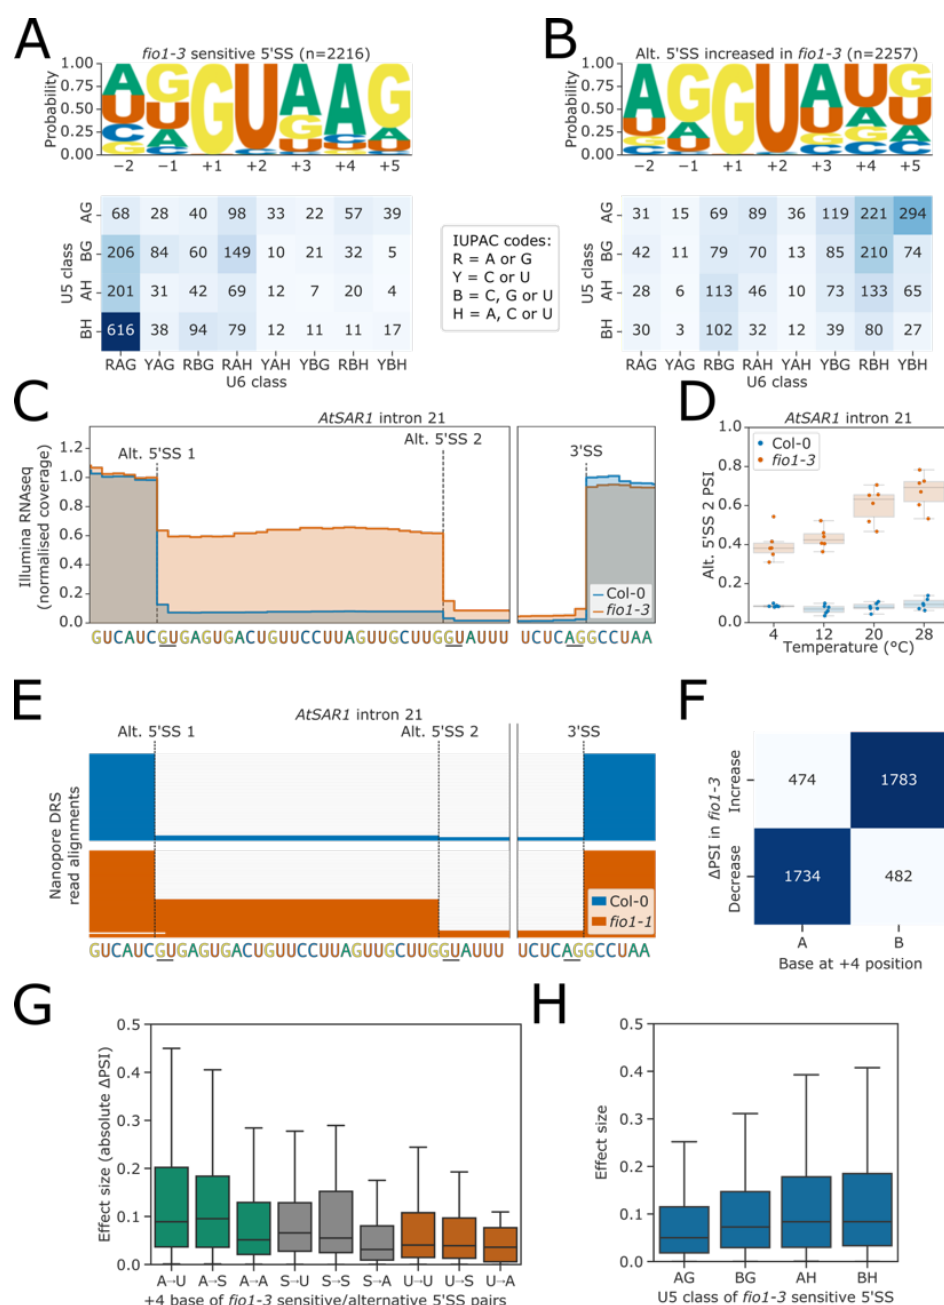 A
fio1-3 sensitive 5'SS (n=2216)
Probability
1.00
0.75
0.50
0.25
0.00
−2 −1 +1 +2 +3 +4 +5
U5 class
AG 68 28 40 98 33 22 57 39
BG 206 84 60 149 10 21 32 5
AH 201 31 42 69 12 7 20 4
BH 616 38 94 79 12 11 11 17
RAG YAG RBG RAH YAH YBG RBH YBH
U6 class
IUPAC codes:
R = A or G
Y = C or U
B = C, G or U
H = A, C or U
B
Alt. 5'SS increased in fio1-3 (n=2257)
Probability
1.00
0.75
0.50
0.25
0.00
−2 −1 +1 +2 +3 +4 +5
U5 class
AG 31 15 69 89 36 119 221 294
BG 42 11 79 70 13 85 210 74
AH 28 6 113 46 10 73 133 65
BH 30 3 102 32 12 39 80 27
RAG YAG RBG RAH YAH YBG RBH YBH
U6 class
C
AtSAR1 intron 21
Alt. 5'SS 1
Alt. 5'SS 2
3'SS
Illumina RNAseq
(normalised coverage)
1.2
1.0
0.8
0.6
0.4
0.2
0.0
Col-0
fio1-3
GUCAUCGUGAGUGACUGUUCCUUAGUUGCUUGGUAUUU UCUCAGGCCUAA
D
AtSAR1 intron 21
Col-0
fio1-3
Alt. 5'SS 2 PSI
1.0
0.8
0.6
0.4
0.2
0.0
4 12 20 28
Temperature (°C)
E
AtSAR1 intron 21
Alt. 5'SS 1
Alt. 5'SS 2
3'SS
Nanopore DRS
read alignments
Col-0
fio1-1
GUCAUCGUGAGUGACUGUUCCUUAGUUGCUUGGUAUUU UCUCAGGCCUAA
F
ΔPSI in fio1-3
Increase 474 1783
Decrease 1734 482
A B
Base at +4 position
G
Effect size (absolute ΔPSI)
0.5
0.4
0.3
0.2
0.1
0.0
A→U A→S A→A S→U S→S S→A U→U U→S U→A
+4 base of fio1-3 sensitive/alternative 5'SS pairs
H
Effect size
0.5
0.4
0.3
0.2
0.1
0.0
AG BG AH BH
U5 class of fio1-3 sensitive 5'SS